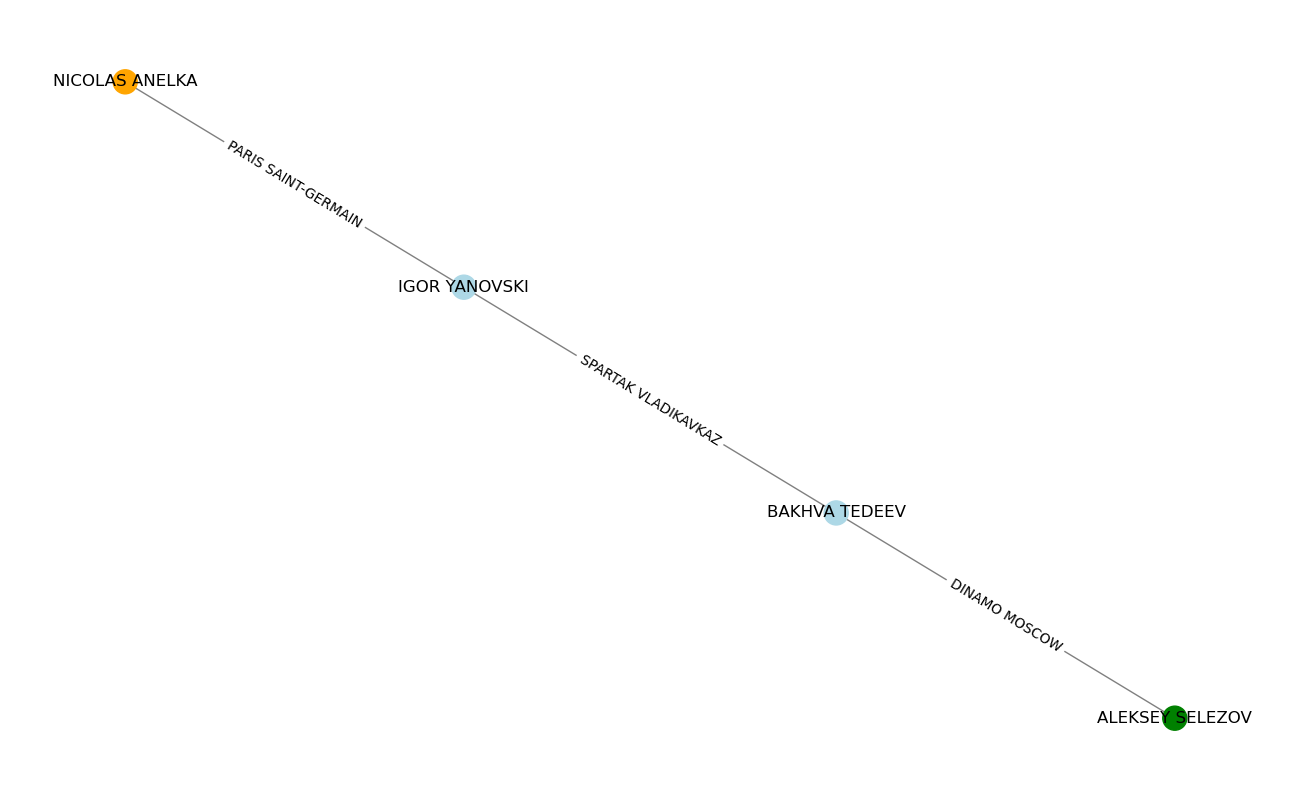 NICOLAS ANELKA
PARIS SAINT-GERMAIN
IGOR YANOVSKI
SPARTAK VLADIKAVKAZ
BAKHVA TEDEEV
DINAMO MOSCOW
ALEKSEY SELEZOV